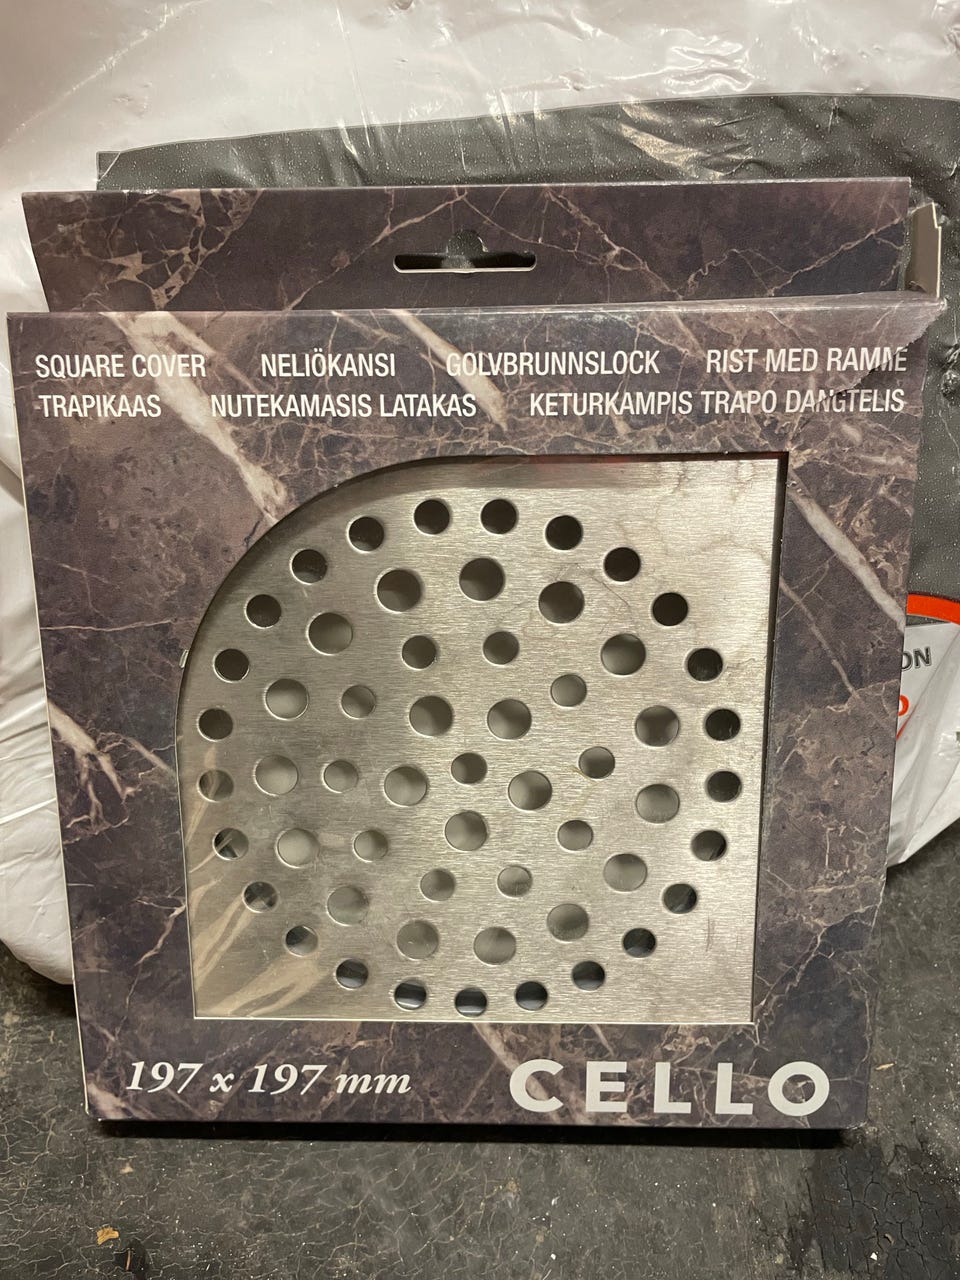 SQUARE COVER NELIÖKANSI GOLVBRUNNSLOCK RIST MED RAMME
TRAPIKAAS NUTEKAMASIS LATAKAS KETURKAMPIS TRAPO DANGTELIS
197 x 197 mm
CELLO